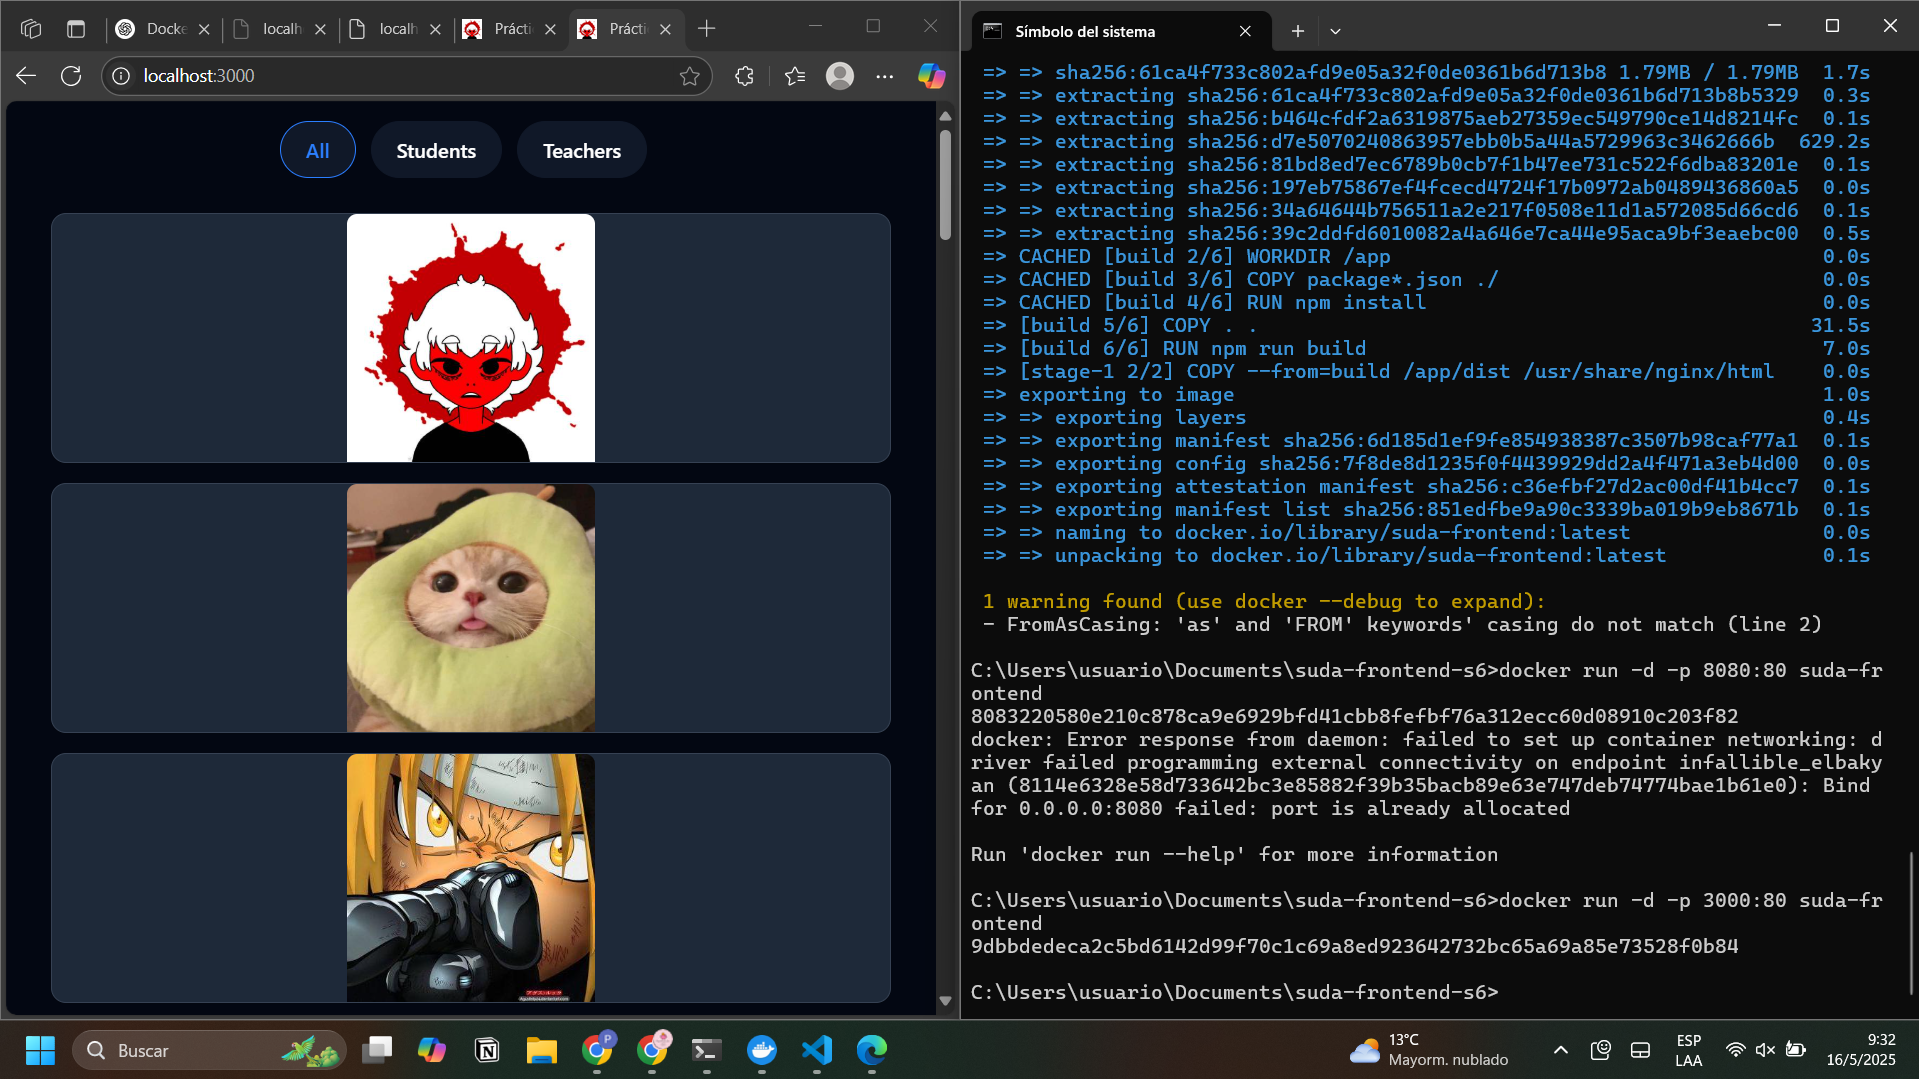 Docke
localh
localh
Práctic
Práctic
localhost:3000
All
Students
Teachers
Símbolo del sistema
=> => sha256:61ca4f733c802afd9e05a32f0de0361b6d713b8 1.79MB / 1.79MB 1.7s
=> => extracting sha256:61ca4f733c802afd9e05a32f0de0361b6d713b8b5329 0.3s
=> => extracting sha256:b464cfdf2a6319875aeb27359ec549790ce14d8214fc 0.1s
=> => extracting sha256:d7e5070240863957ebb0b5a44a5729963c3462666b 629.2s
=> => extracting sha256:81bd8ed7ec6789b0cb7f1b47ee731c522f6dba83201e 0.1s
=> => extracting sha256:197eb75867ef4fcecd4724f17b0972ab0489436860a5 0.0s
=> => extracting sha256:34a64644b756511a2e217f0508e11d1a572085d66cd6 0.1s
=> => extracting sha256:39c2ddfd6010082a4a646e7ca44e95aca9bf3eaebc00 0.5s
=> CACHED [build 2/6] WORKDIR /app 0.0s
=> CACHED [build 3/6] COPY package*.json ./ 0.0s
=> CACHED [build 4/6] RUN npm install 0.0s
=> [build 5/6] COPY . . 31.5s
=> [build 6/6] RUN npm run build 7.0s
=> [stage-1 2/2] COPY --from=build /app/dist /usr/share/nginx/html 0.0s
=> exporting to image 1.0s
=> => exporting layers 0.4s
=> => exporting manifest sha256:6d185d1ef9fe854938387c3507b98caf77a1 0.1s
=> => exporting config sha256:7f8de8d1235f0f4439929dd2a4f471a3eb4d00 0.0s
=> => exporting attestation manifest sha256:c36efbf27d2ac00df41b4cc7 0.1s
=> => exporting manifest list sha256:851edfbe9a90c3339ba019b9eb8671b 0.1s
=> => naming to docker.io/library/suda-frontend:latest 0.0s
=> => unpacking to docker.io/library/suda-frontend:latest 0.1s
1 warning found (use docker --debug to expand):
- FromAsCasing: 'as' and 'FROM' keywords' casing do not match (line 2)
C:\Users\usuario\Documents\suda-frontend-s6>docker run -d -p 8080:80 suda-fr
ontend
8083220580e210c878ca9e6929bfd41cbb8fefbf76a312ecc60d08910c203f82
docker: Error response from daemon: failed to set up container networking: d
river failed programming external connectivity on endpoint infallible_elbaky
an (8114e6328e58d733642bc3e85882f39b35bacb89e63e747deb74774bae1b61e0): Bind
for 0.0.0.0:8080 failed: port is already allocated
Run 'docker run --help' for more information
C:\Users\usuario\Documents\suda-frontend-s6>docker run -d -p 3000:80 suda-fr
ontend
9dbbdedeca2c5bd6142d99f70c1c69a8ed923642732bc65a69a85e73528f0b84
C:\Users\usuario\Documents\suda-frontend-s6>
Buscar
P
13°C
Mayorm. nublado
ESP
LAA
9:32
16/5/2025